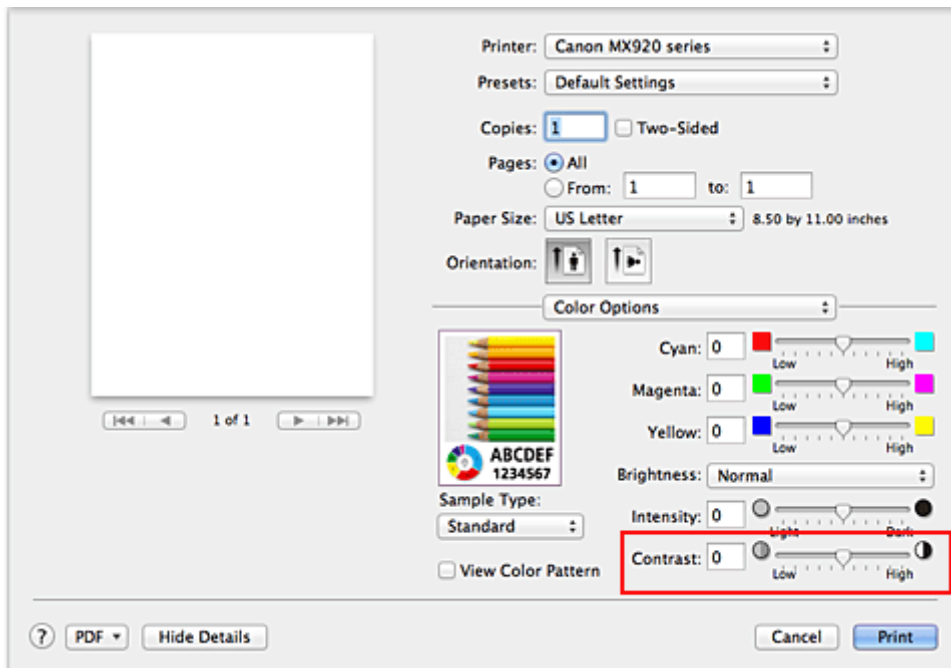 Printer: Canon MX920 series
Presets: Default Settings
Copies: 1 Two-Sided
Pages: All
From: 1 to: 1
Paper Size: US Letter 8.50 by 11.00 inches
Orientation:
Color Options
Cyan: 0
Low High
Magenta: 0
Low High
Yellow: 0
Low High
1 of 1
ABCDEF
1234567
Brightness: Normal
Sample Type:
Standard
Intensity: 0
Light Dark
View Color Pattern
Contrast: 0
Low High
? PDF Hide Details Cancel Print